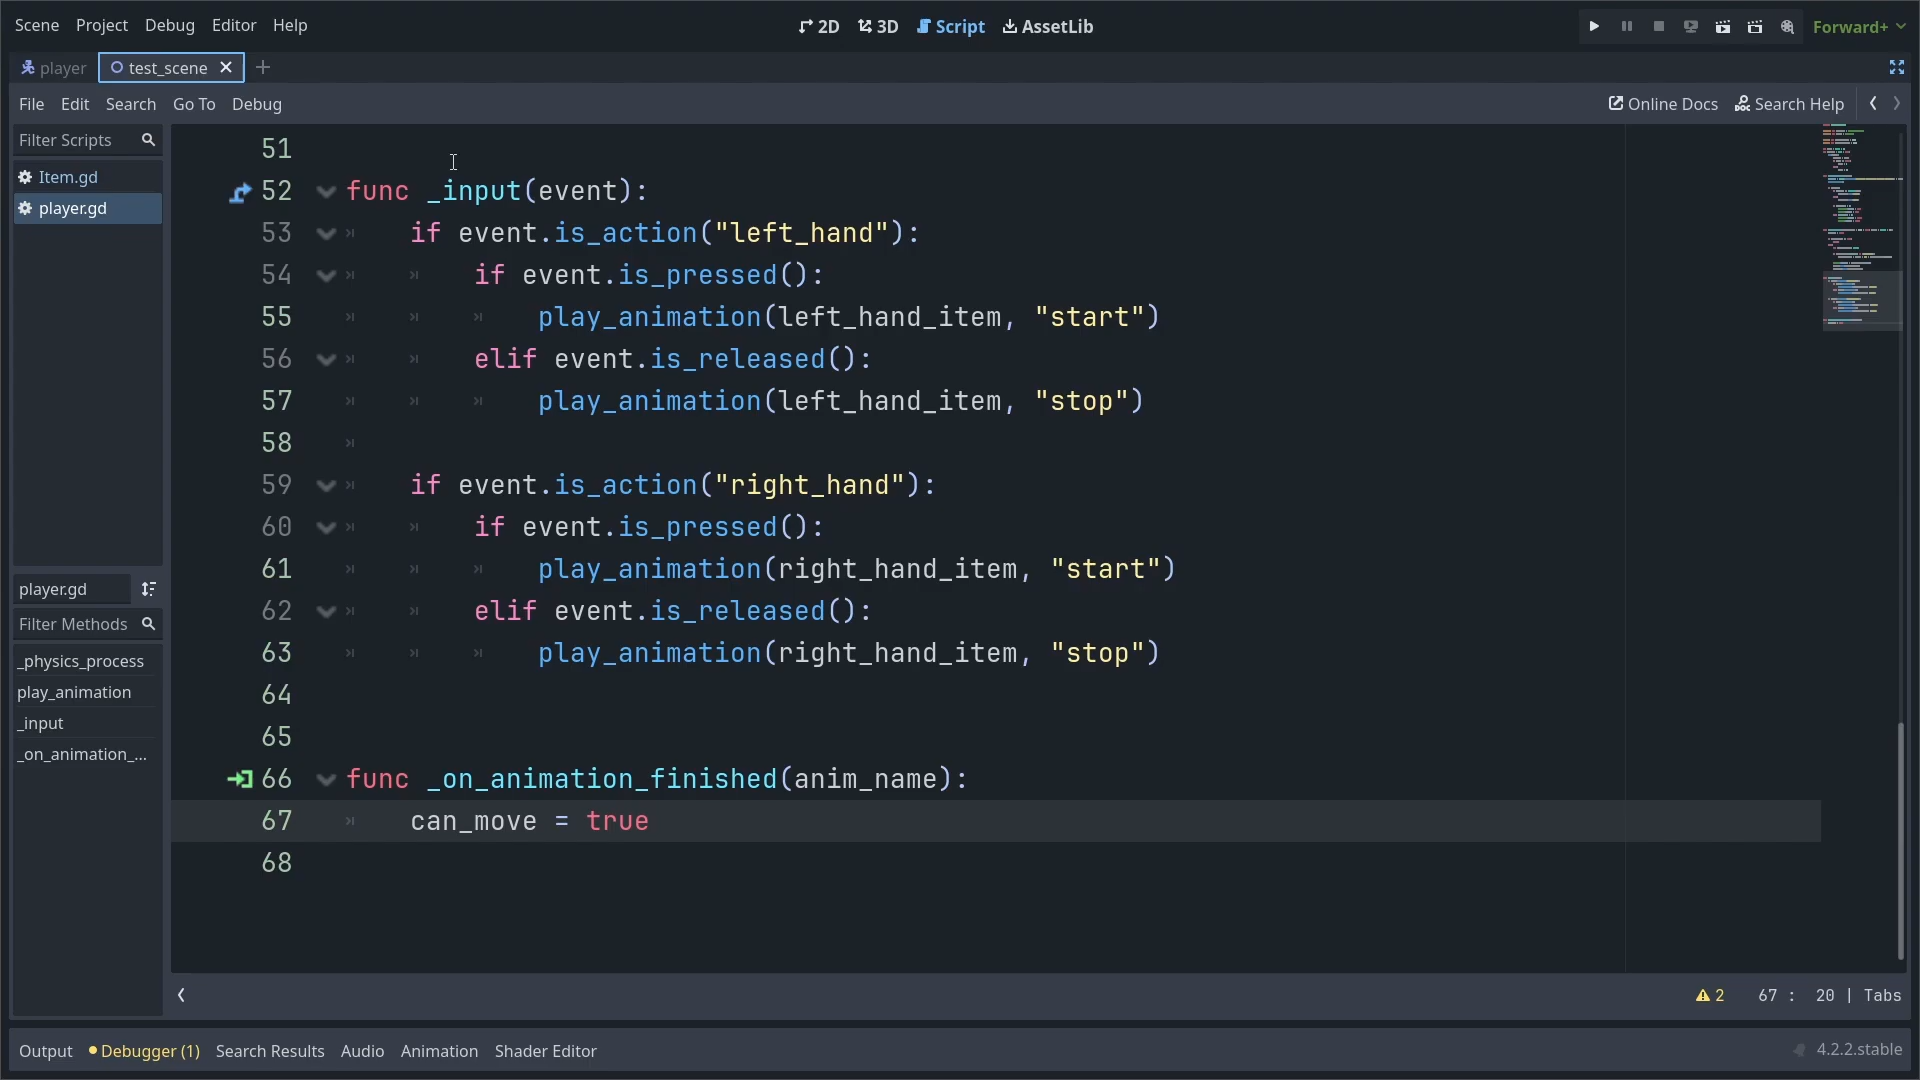 Scene Project Debug Editor Help
2D 3D Script AssetLib
Forward+
player test_scene
File Edit Search Go To Debug
Online Docs Search Help
Filter Scripts
Item.gd
player.gd
player.gd
Filter Methods
_physics_process
play_animation
_input
_on_animation_...
51
52 func _input(event):
53 if event.is_action("left_hand"):
54 if event.is_pressed():
55 play_animation(left_hand_item, "start")
56 elif event.is_released():
57 play_animation(left_hand_item, "stop")
58
59 if event.is_action("right_hand"):
60 if event.is_pressed():
61 play_animation(right_hand_item, "start")
62 elif event.is_released():
63 play_animation(right_hand_item, "stop")
64
65
66 func _on_animation_finished(anim_name):
67 can_move = true
68
2 67 : 20 | Tabs
Output Debugger (1) Search Results Audio Animation Shader Editor
4.2.2.stable